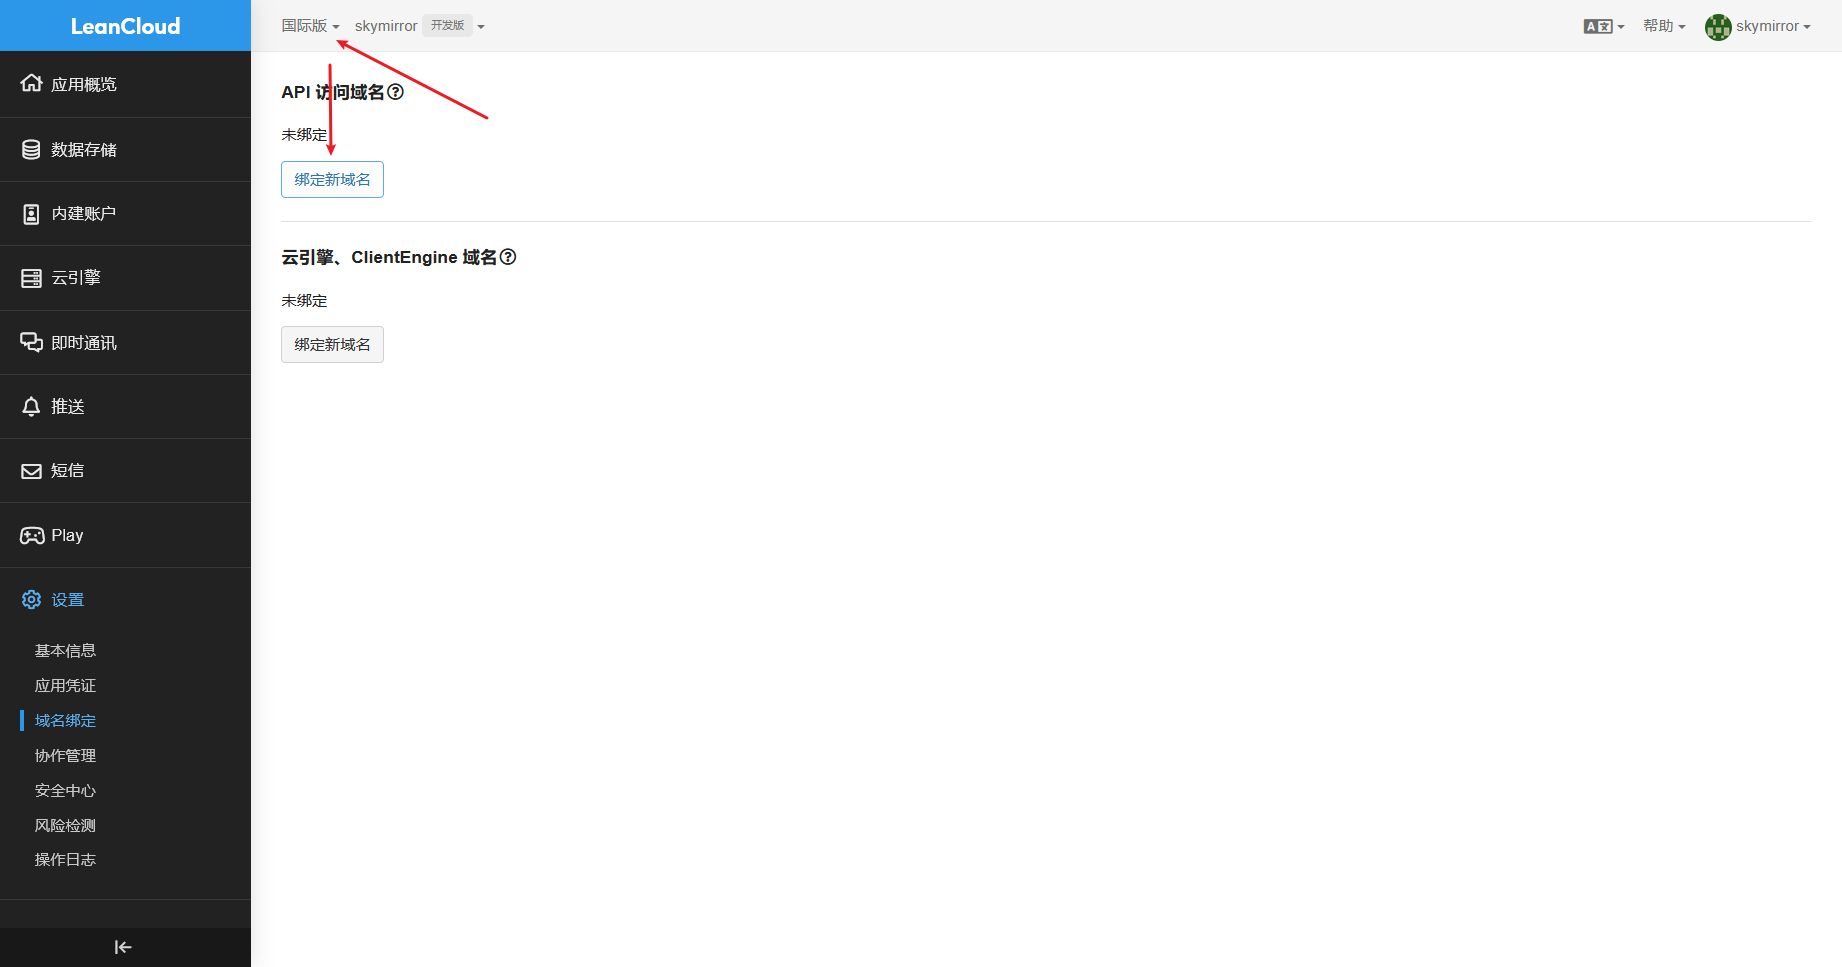 LeanCloud
国际版 skymirror 开发版
A文 帮助 skymirror
应用概览
数据存储
内建账户
云引擎
即时通讯
推送
短信
Play
设置
基本信息
应用凭证
域名绑定
协作管理
安全中心
风险检测
操作日志
API 访问域名?
未绑定
绑定新域名
云引擎、ClientEngine 域名?
未绑定
绑定新域名